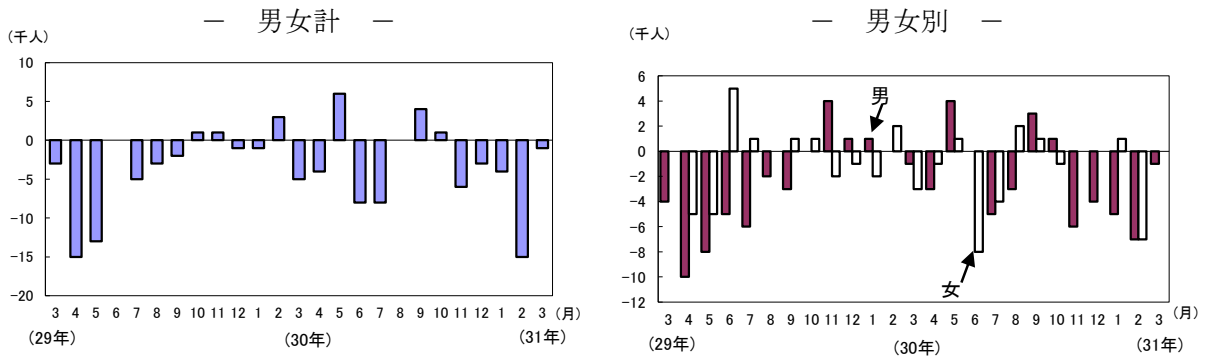 － 男女計 －
（千人）
10
5
0
−5
−10
−15
−20
3 4 5 6 7 8 9 10 11 12 1 2 3 4 5 6 7 8 9 10 11 12 1 2 3 (月)
(29年) (30年) (31年)
－ 男女別 －
（千人）
6
4
2
0
−2
−4
−6
−8
−10
−12
男
女
3 4 5 6 7 8 9 10 11 12 1 2 3 4 5 6 7 8 9 10 11 12 1 2 3 (月)
(29年) (30年) (31年)